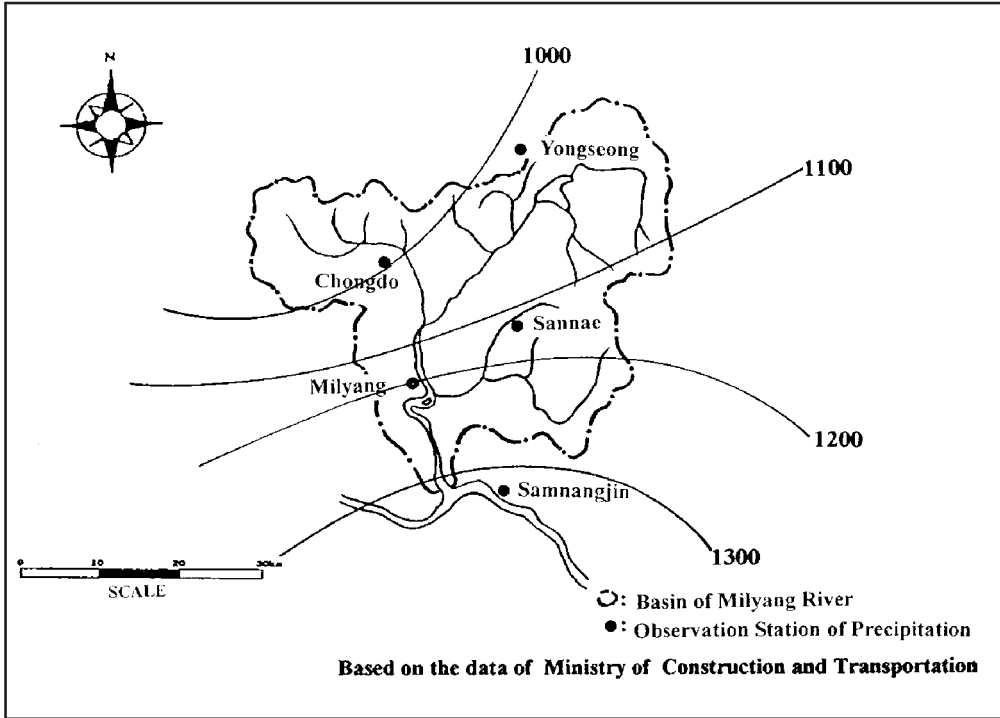 N
1000
Yongseong
1100
Chongdo
Sannae
Milyang
1200
Samnangjin
1300
0 10 20 30km
SCALE
: Basin of Milyang River
: Observation Station of Precipitation
Based on the data of Ministry of Construction and Transportation